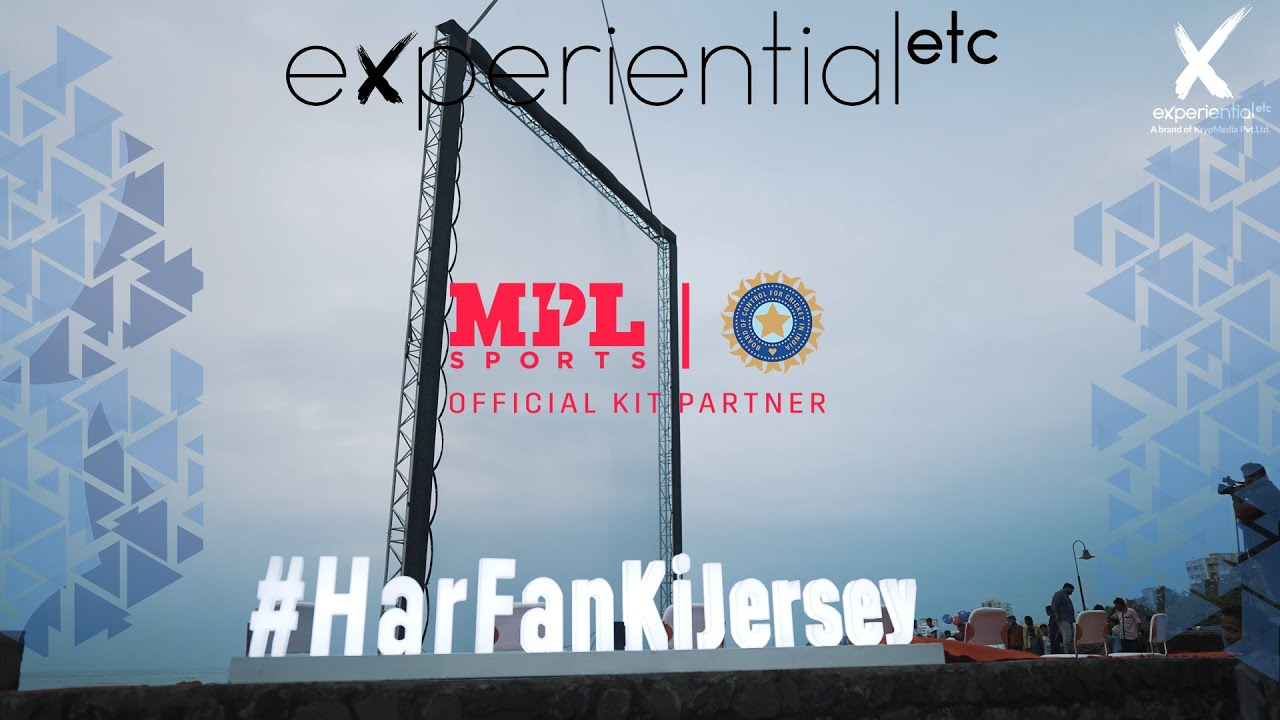 experiential etc
experiential etc
A brand of KryoMedia Pvt.Ltd.
MPL
SPORTS
BOARD OF CONTROL FOR CRICKET IN INDIA
OFFICIAL KIT PARTNER
#HarFanKiJersey